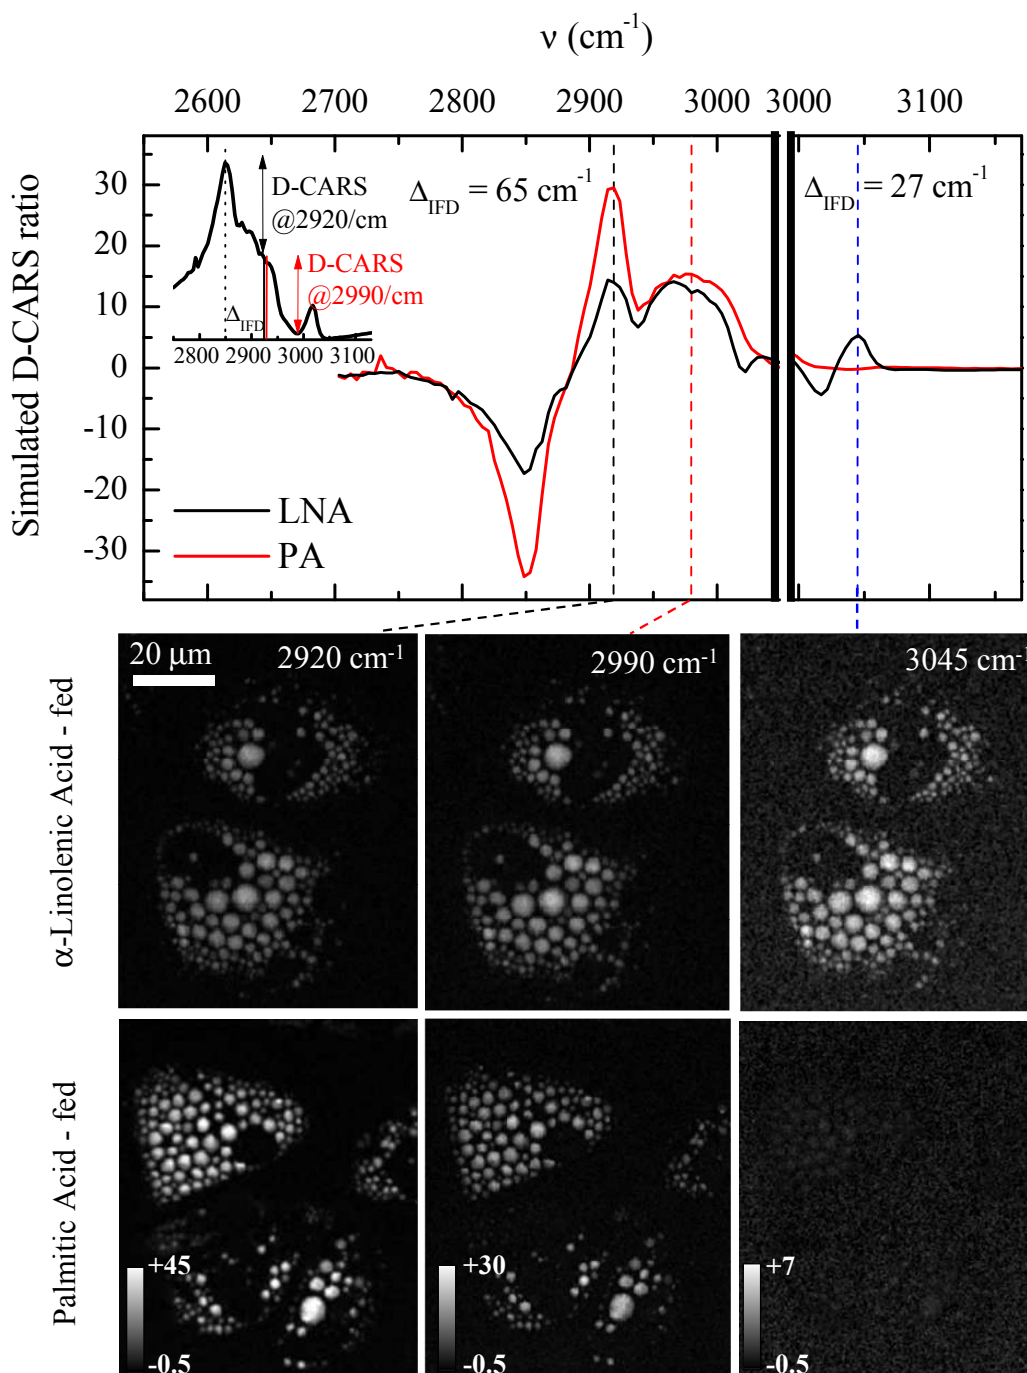 ν (cm⁻¹)
2600 2700 2800 2900 3000 3000 3100
Simulated D-CARS ratio
30
20
10
0
-10
-20
-30
D-CARS
@2920/cm
D-CARS
@2990/cm
Δ_IFD
2800 2900 3000 3100
Δ_IFD = 65 cm⁻¹
Δ_IFD = 27 cm⁻¹
LNA
PA
α-Linolenic Acid - fed
20 μm
2920 cm⁻¹
2990 cm⁻¹
3045 cm⁻¹
Palmitic Acid - fed
+45
-0.5
+30
-0.5
+7
-0.5